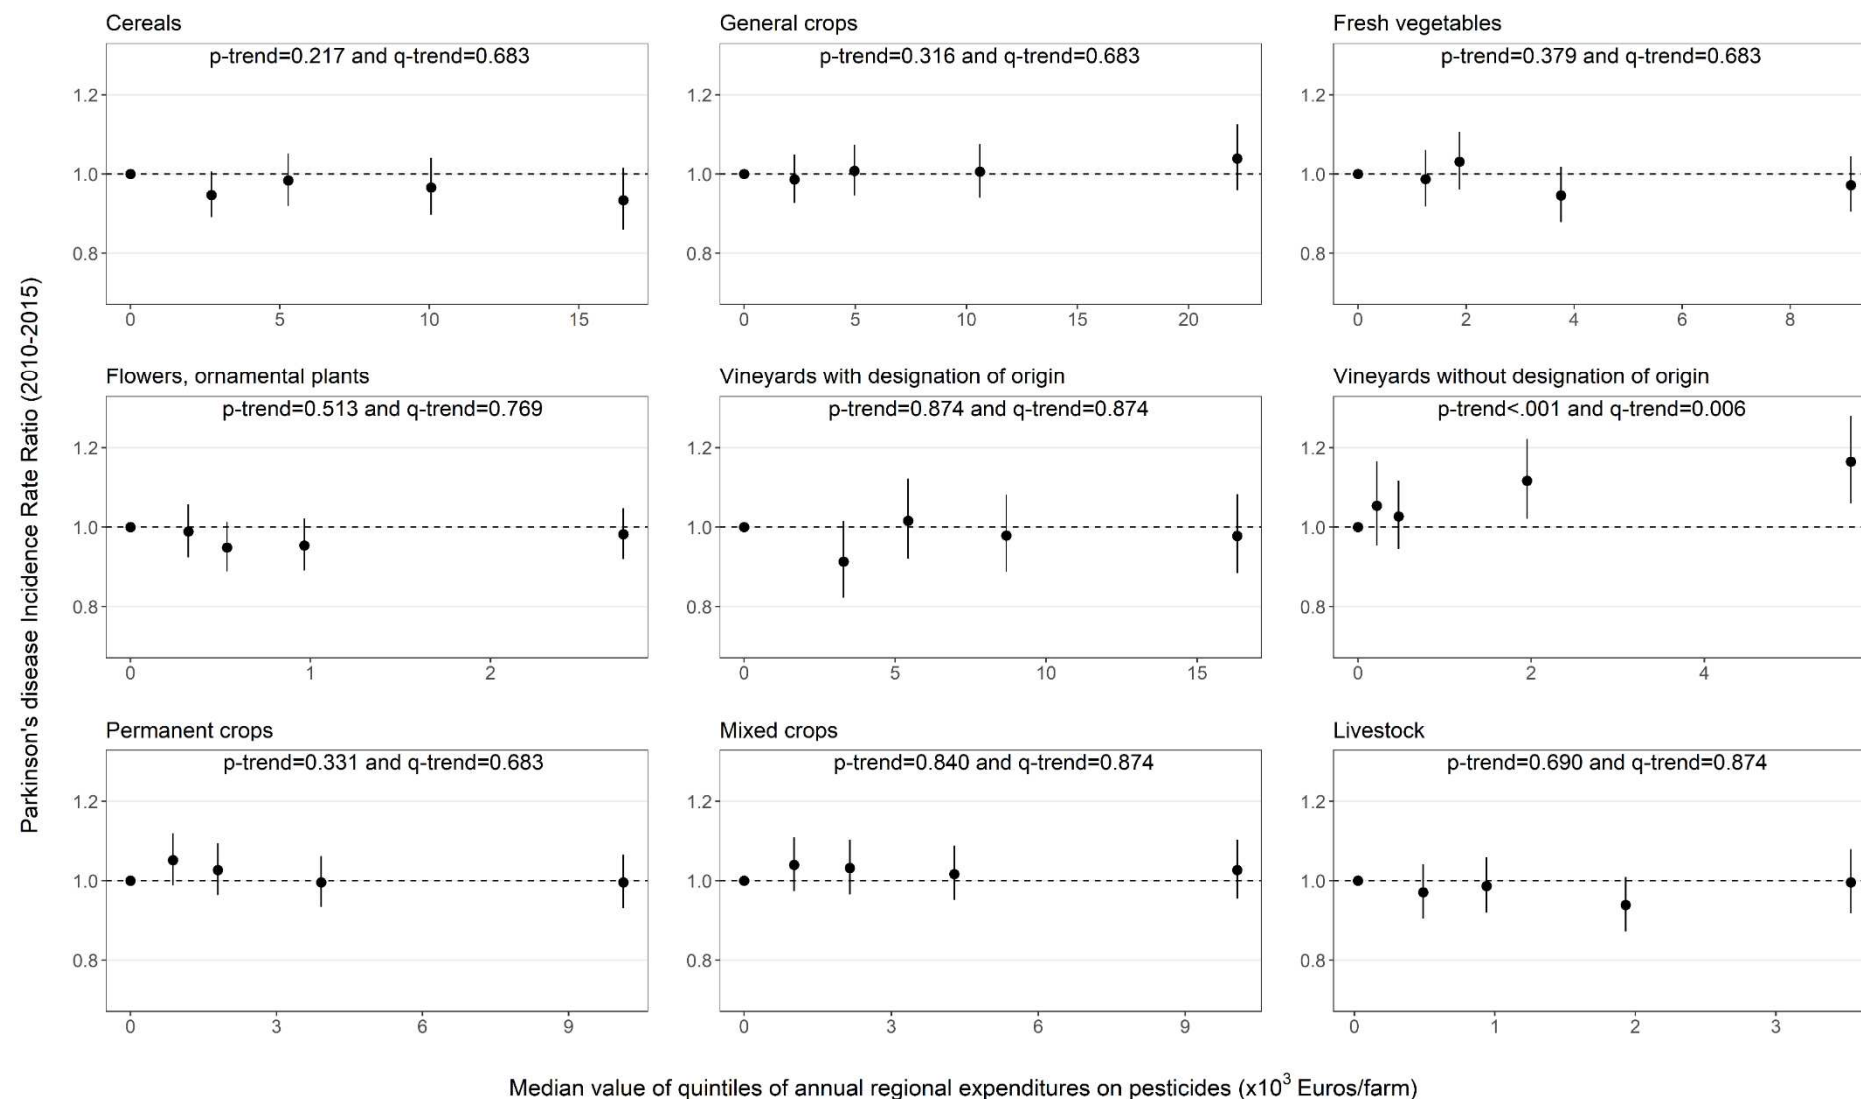 Cereals
p-trend=0.217 and q-trend=0.683
1.2
1.0
0.8
0 5 10 15
General crops
p-trend=0.316 and q-trend=0.683
1.2
1.0
0.8
0 5 10 15 20
Fresh vegetables
p-trend=0.379 and q-trend=0.683
1.2
1.0
0.8
0 2 4 6 8
Parkinson's disease Incidence Rate Ratio (2010-2015)
Flowers, ornamental plants
p-trend=0.513 and q-trend=0.769
1.2
1.0
0.8
0 1 2
Vineyards with designation of origin
p-trend=0.874 and q-trend=0.874
1.2
1.0
0.8
0 5 10 15
Vineyards without designation of origin
p-trend<.001 and q-trend=0.006
1.2
1.0
0.8
0 2 4
Permanent crops
p-trend=0.331 and q-trend=0.683
1.2
1.0
0.8
0 3 6 9
Mixed crops
p-trend=0.840 and q-trend=0.874
1.2
1.0
0.8
0 3 6 9
Livestock
p-trend=0.690 and q-trend=0.874
1.2
1.0
0.8
0 1 2 3
Median value of quintiles of annual regional expenditures on pesticides (x10³ Euros/farm)